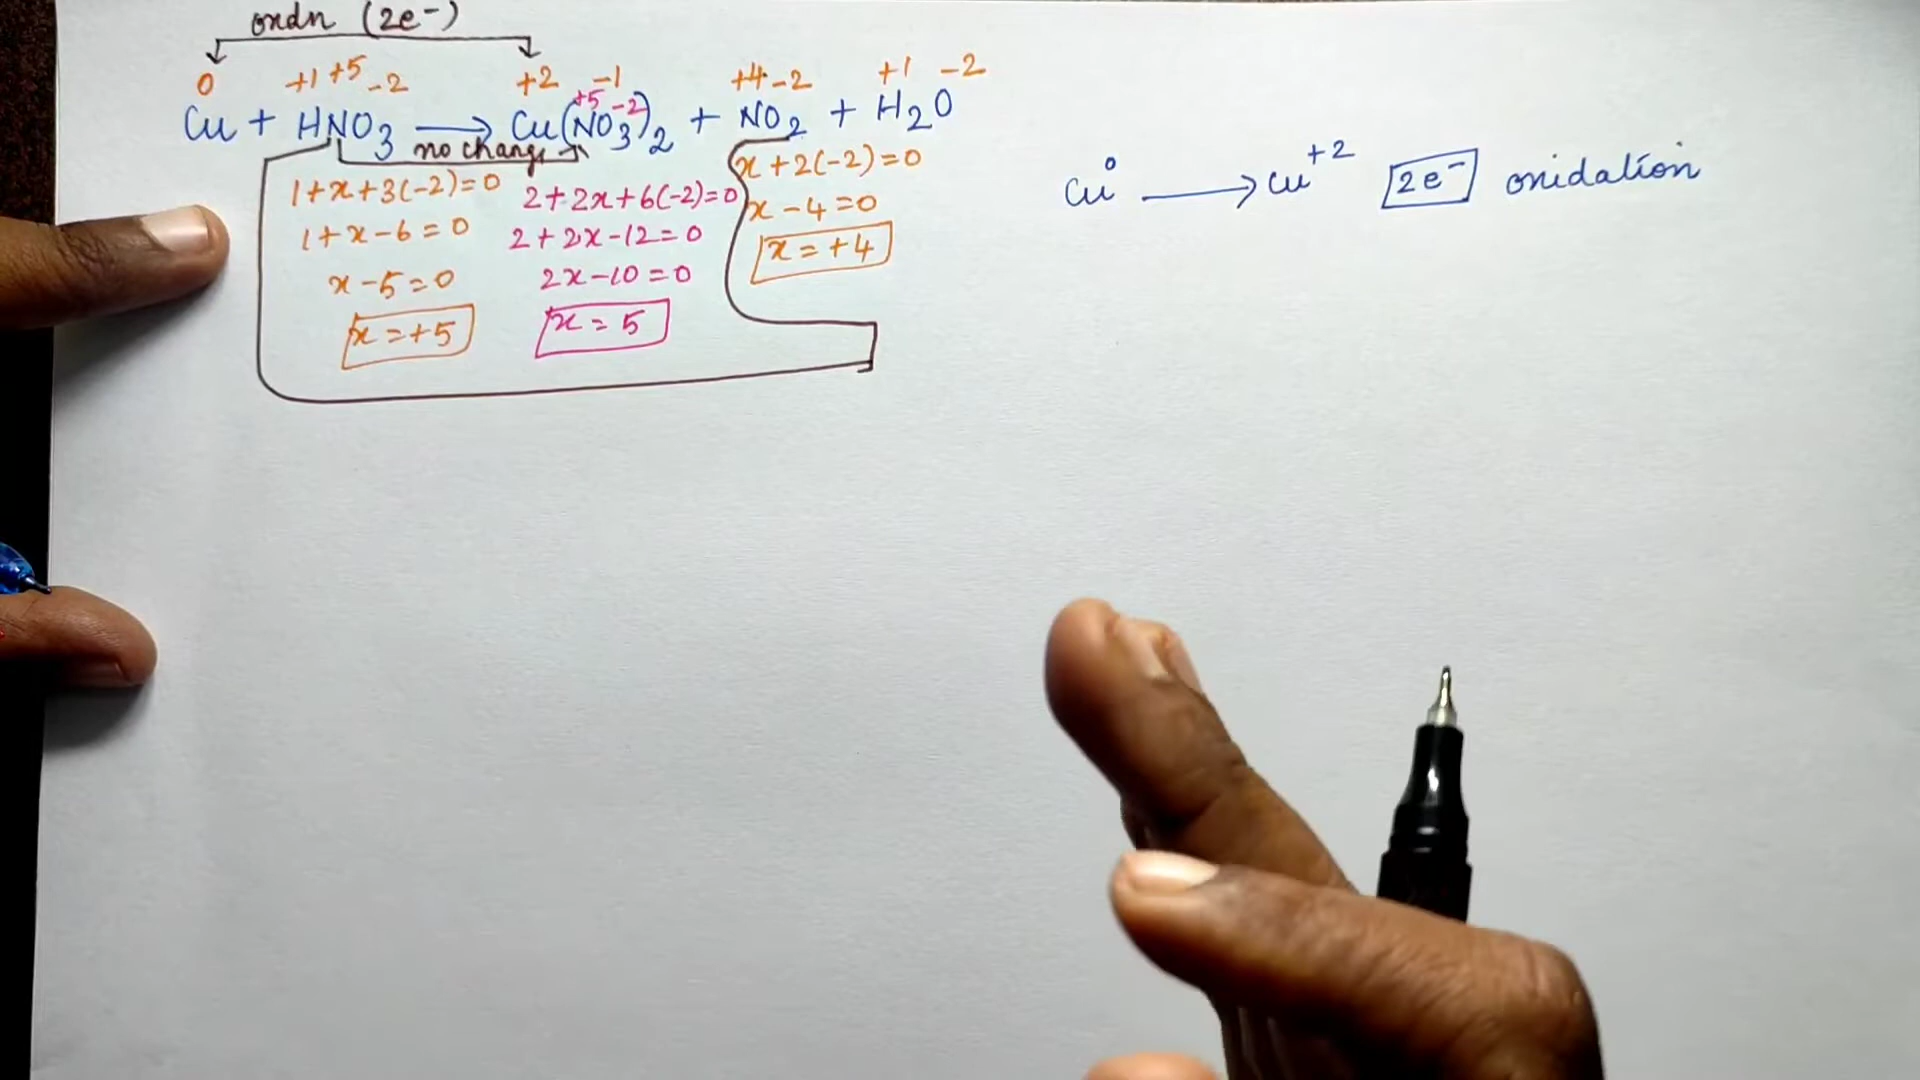 oxdn (2e-)
0 +1 +5 -2 +2 -1 +4 -2 +1 -2
+5 -2
Cu + HNO3 ⟶ Cu(NO3)2 + NO2 + H2O
no change
1+x+3(-2)=0 2+2x+6(-2)=0 x+2(-2)=0
1+x-6=0 2+2x-12=0 x-4=0
x-5=0 2x-10=0 x=+4
x=+5 x=5
Cu⁰ ⟶ Cu⁺² 2e⁻ oxidation